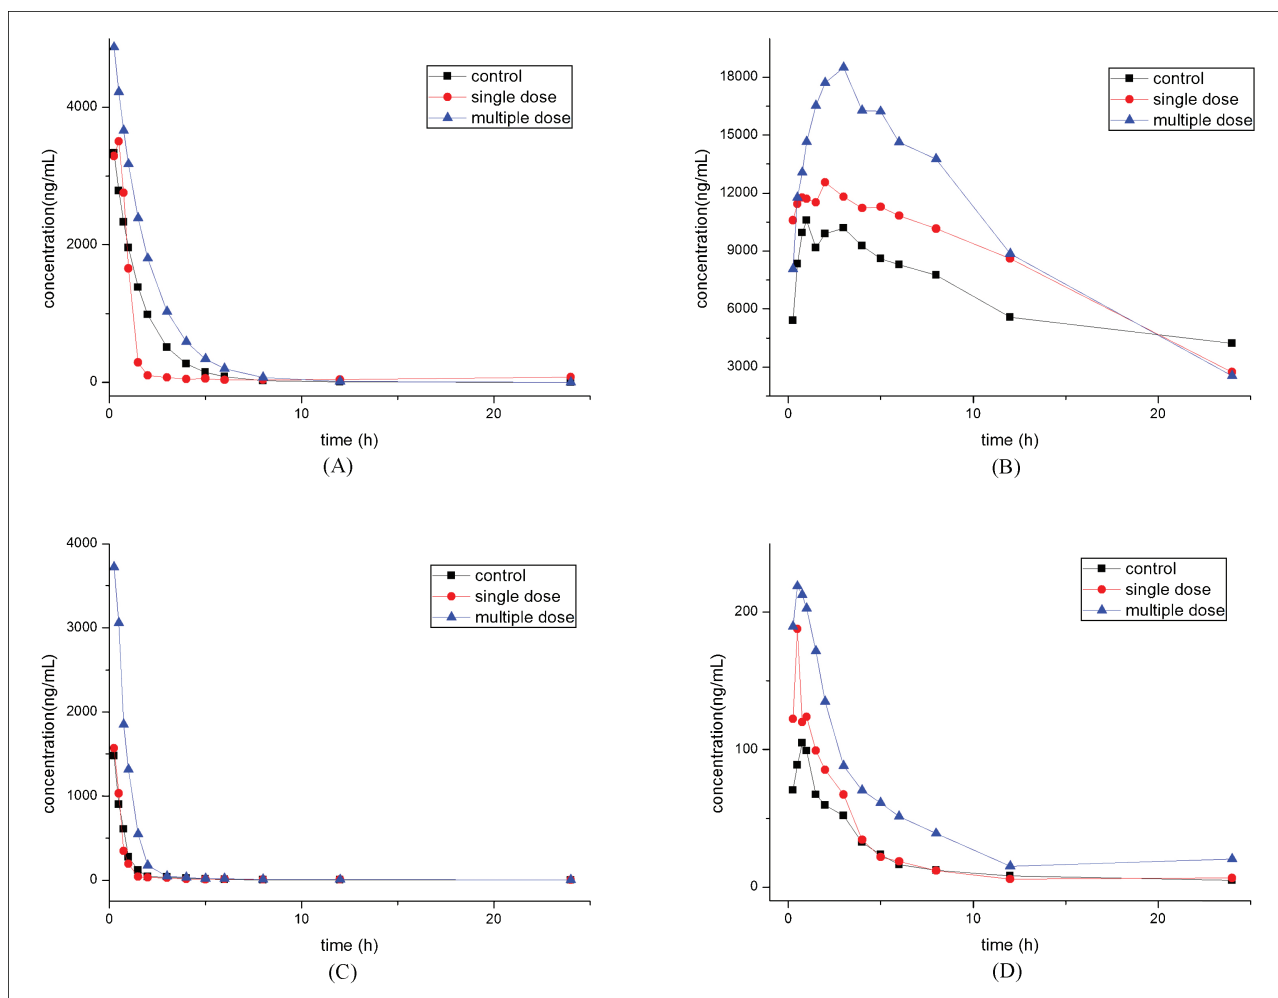 4000
2000
0
0
10
20
concentration(ng/mL)
time (h)
control
single dose
multiple dose
(A)
18000
15000
12000
9000
6000
3000
0
10
20
concentration(ng/mL)
time (h)
control
single dose
multiple dose
(B)
4000
3000
2000
1000
0
0
10
20
concentration(ng/mL)
time (h)
control
single dose
multiple dose
(C)
200
100
0
0
10
20
concentration(ng/mL)
time (h)
control
single dose
multiple dose
(D)